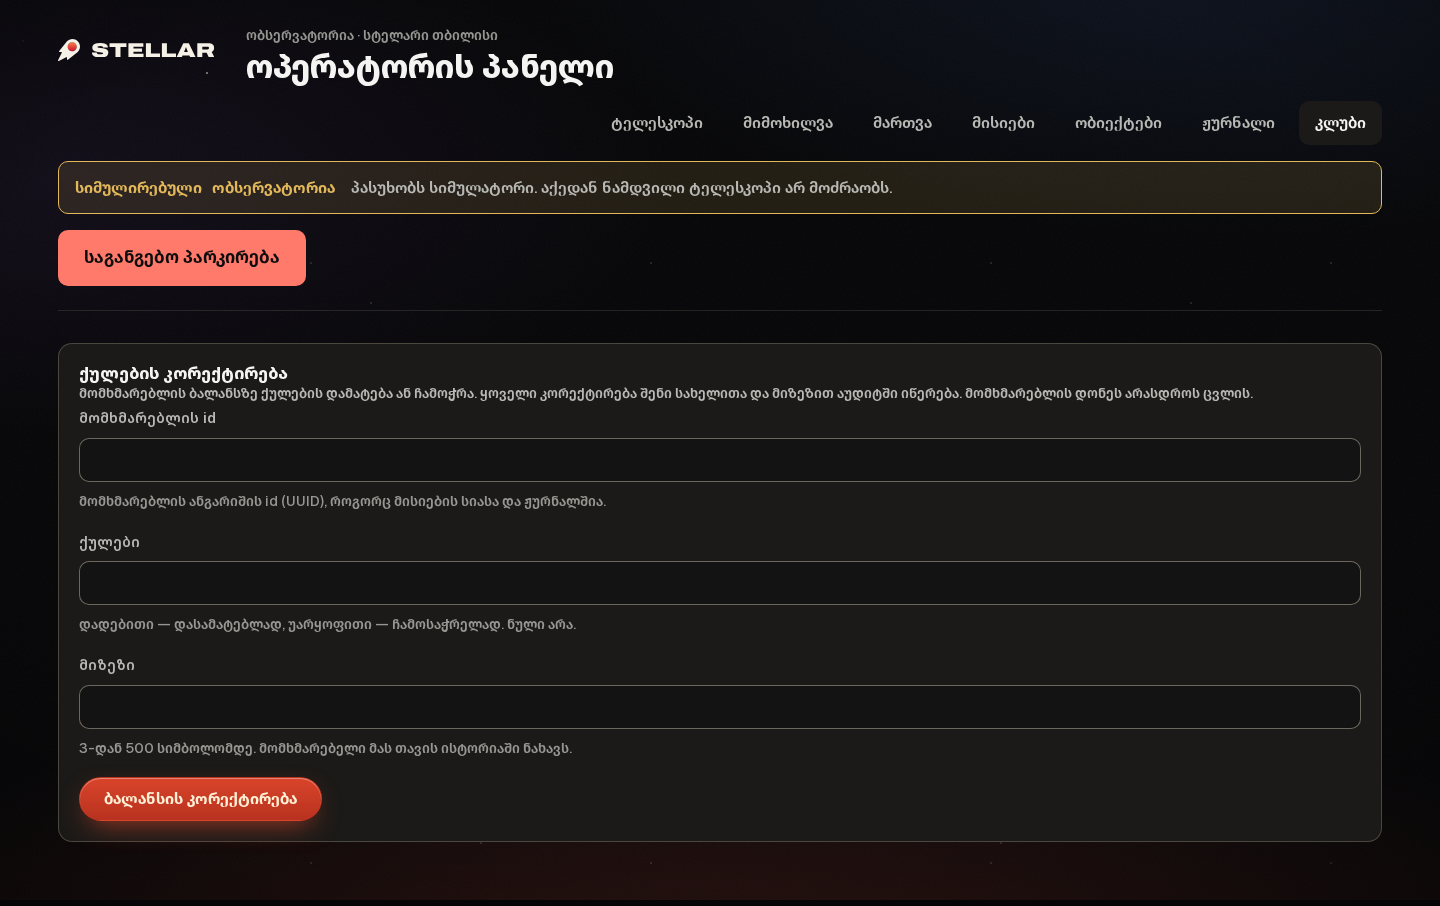 STELLAR
ობსერვატორია · სტელარი თბილისი
ოპერატორის პანელი
ტელესკოპი მიმოხილვა მართვა მისიები ობიექტები ჟურნალი კლუბი
სიმულირებული ობსერვატორია პასუხობს სიმულატორი. აქედან ნამდვილი ტელესკოპი არ მოძრაობს.
საგანგებო პარკირება
ქულების კორექტირება
მომხმარებლის ბალანსზე ქულების დამატება ან ჩამოჭრა. ყოველი კორექტირება შენი სახელითა და მიზეზით აუდიტში იწერება. მომხმარებლის დონეს არასდროს ცვლის.
მომხმარებლის id
მომხმარებლის ანგარიშის id (UUID), როგორც მისიების სიასა და ჟურნალშია.
ქულები
დადებითი — დასამატებლად, უარყოფითი — ჩამოსაჭრელად. ნული არა.
მიზეზი
3-დან 500 სიმბოლომდე. მომხმარებელი მას თავის ისტორიაში ნახავს.
ბალანსის კორექტირება